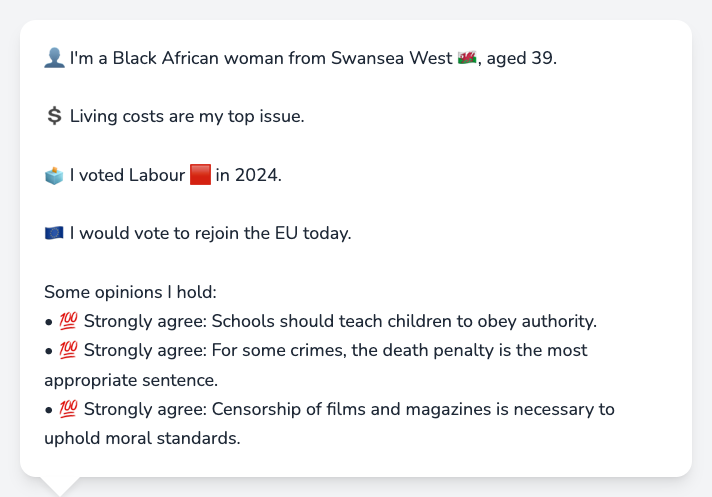 👤 I'm a Black African woman from Swansea West 🏴󠁧󠁢󠁷󠁬󠁳󠁿, aged 39.
💲 Living costs are my top issue.
🗳️ I voted Labour 🟥 in 2024.
🇪🇺 I would vote to rejoin the EU today.
Some opinions I hold:
• 💯 Strongly agree: Schools should teach children to obey authority.
• 💯 Strongly agree: For some crimes, the death penalty is the most
appropriate sentence.
• 💯 Strongly agree: Censorship of films and magazines is necessary to
uphold moral standards.